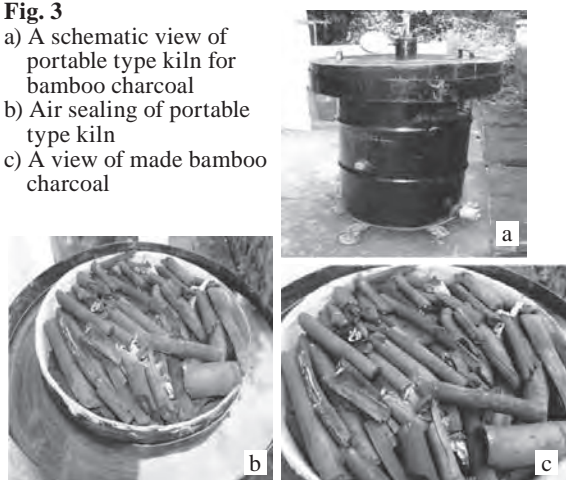 Fig. 3
a) A schematic view of
portable type kiln for
bamboo charcoal
b) Air sealing of portable
type kiln
c) A view of made bamboo
charcoal
a
b
c